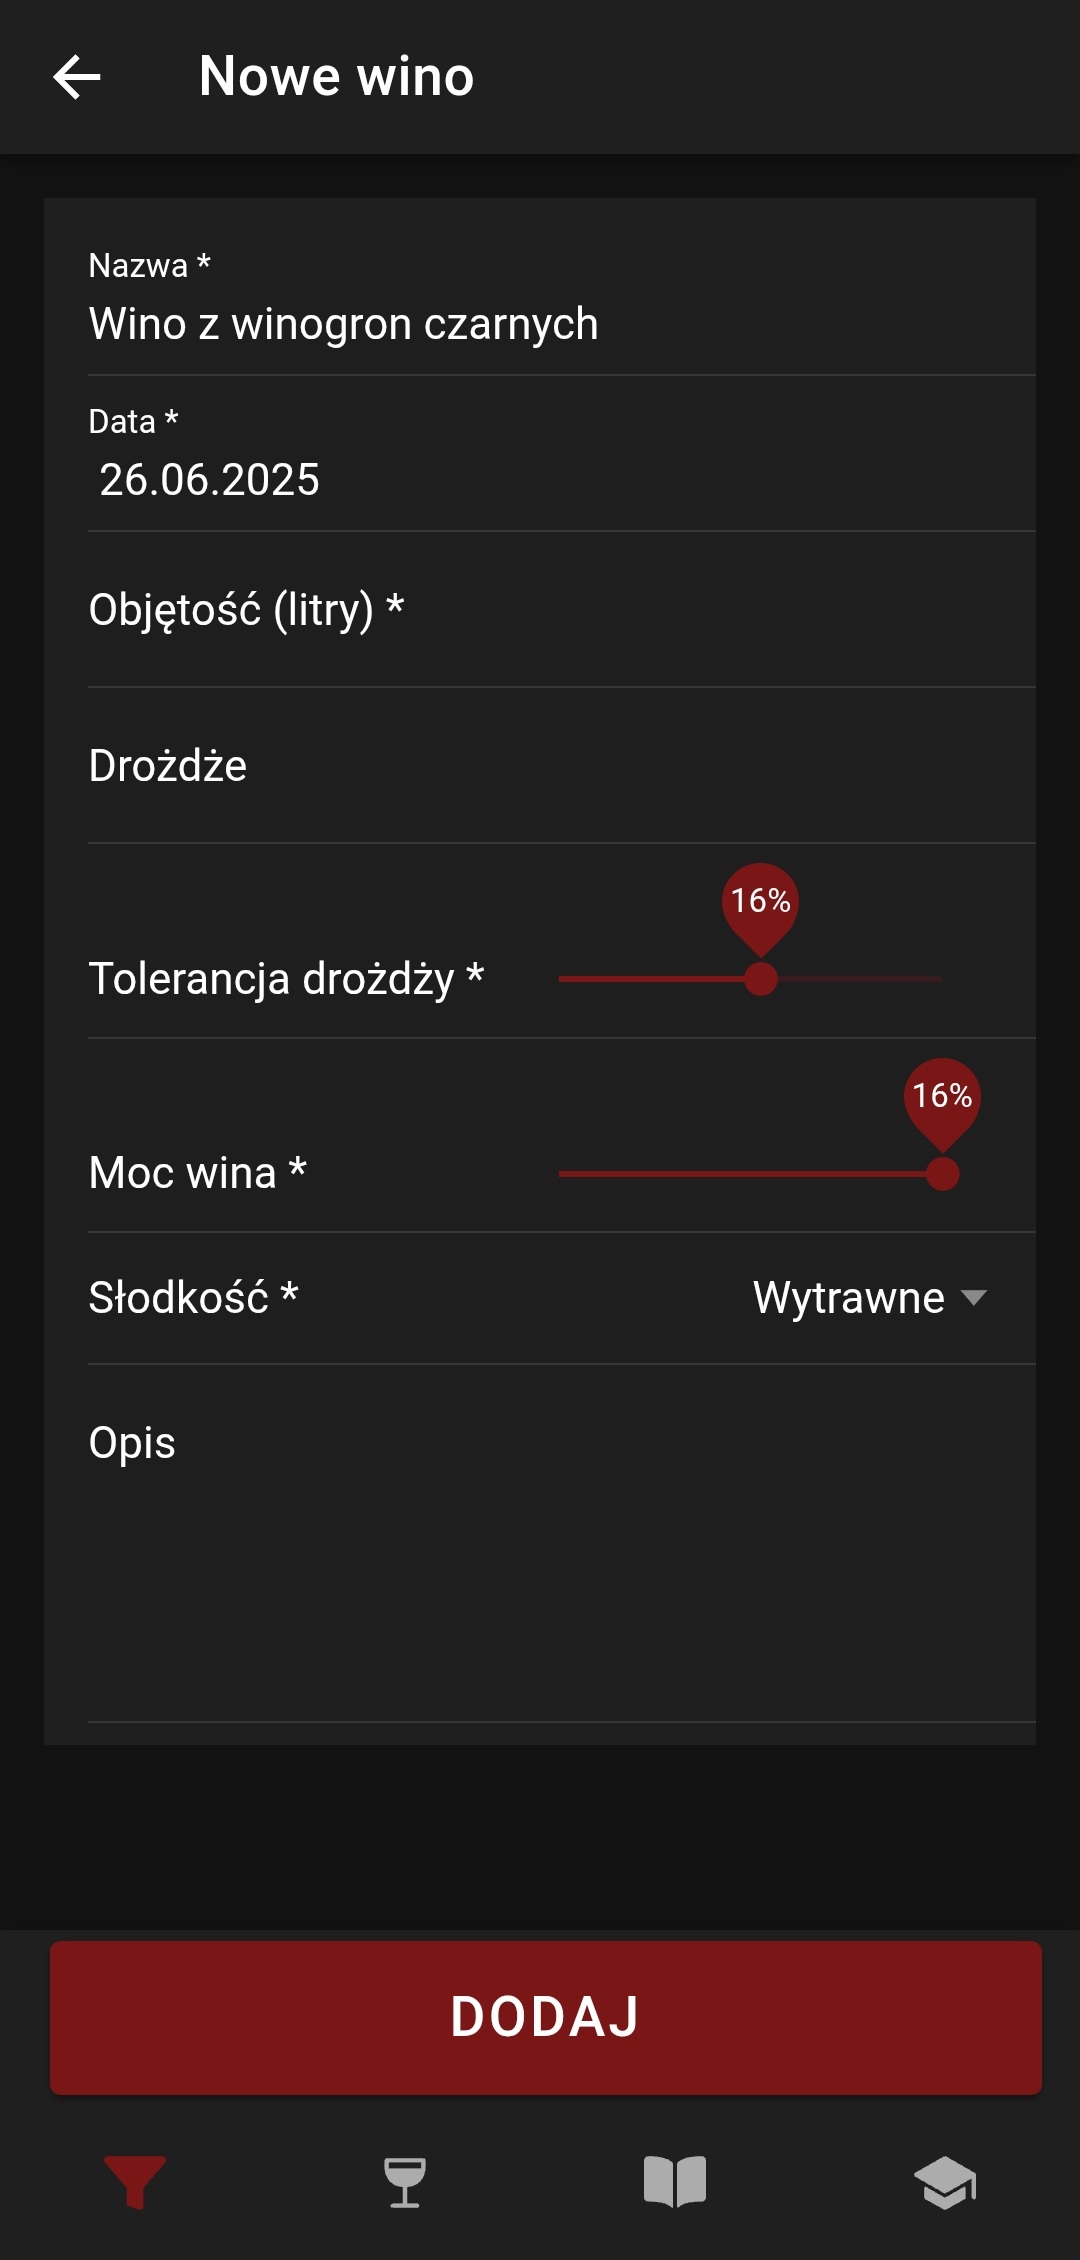 Nowe wino
Nazwa *
Wino z winogron czarnych
Data *
26.06.2025
Objętość (litry) *
Drożdże
16%
Tolerancja drożdży *
16%
Moc wina *
Słodkość * Wytrawne
Opis
DODAJ